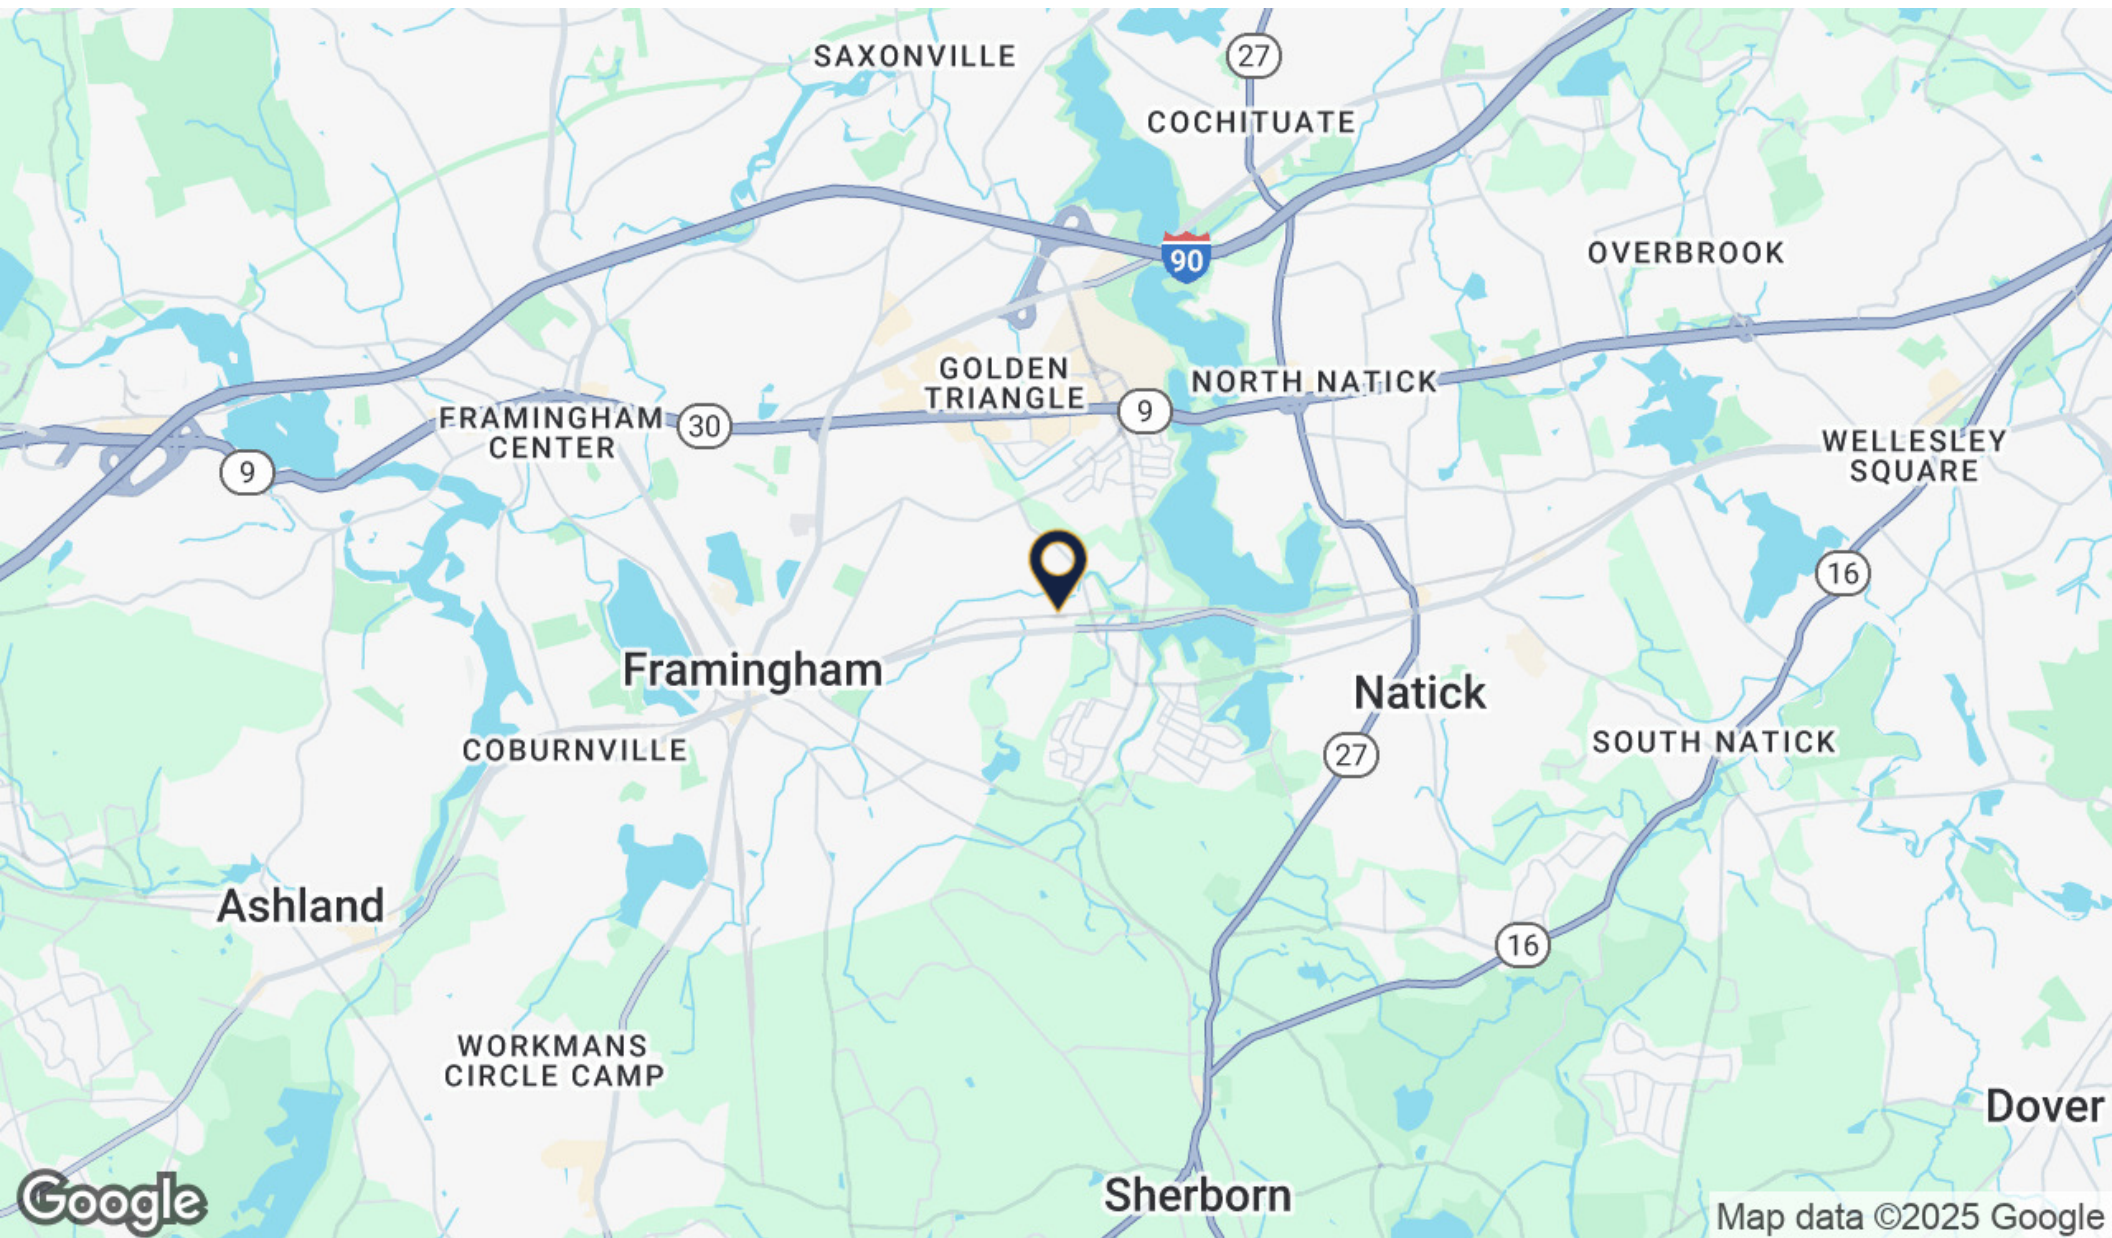 SAXONVILLE
27
COCHITUATE
OVERBROOK
90
GOLDEN
TRIANGLE
NORTH NATICK
9
FRAMINGHAM
CENTER
30
9
WELLESLEY
SQUARE
16
Framingham
Natick
COBURNVILLE
27
SOUTH NATICK
Ashland
16
WORKMANS
CIRCLE CAMP
Dover
Sherborn
Google
Map data ©2025 Google